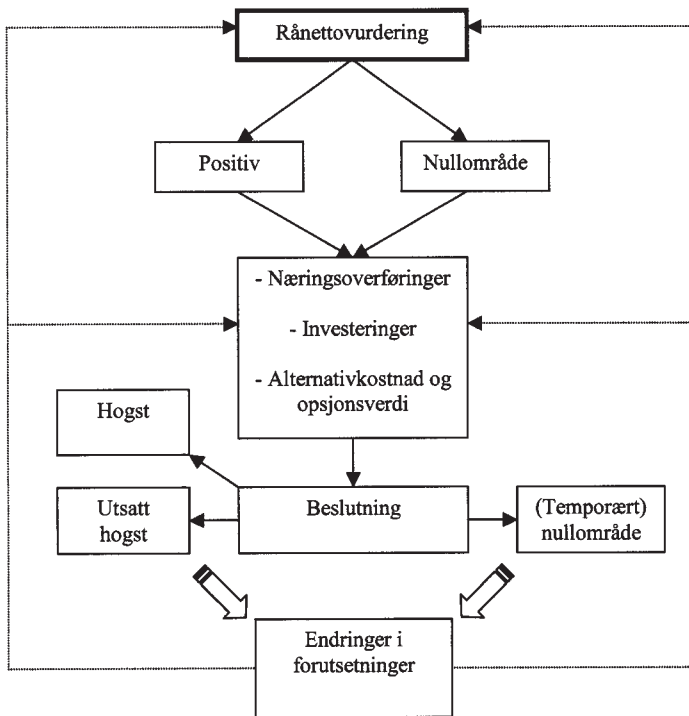 Rånettovurdering
Positiv
Nullområde
- Næringsoverføringer
- Investeringer
- Alternativkostnad og
opsjonsverdi
Hogst
Utsatt
hogst
Beslutning
(Temporært)
nullområde
Endringer i
forutsetninger